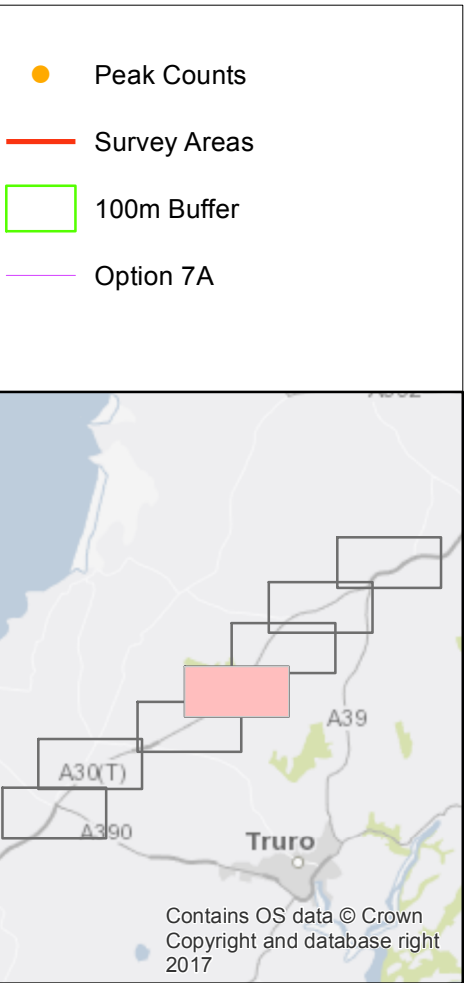 Peak Counts
Survey Areas
100m Buffer
Option 7A
A39
A30(T)
A390
Truro
Contains OS data © Crown
Copyright and database right
2017